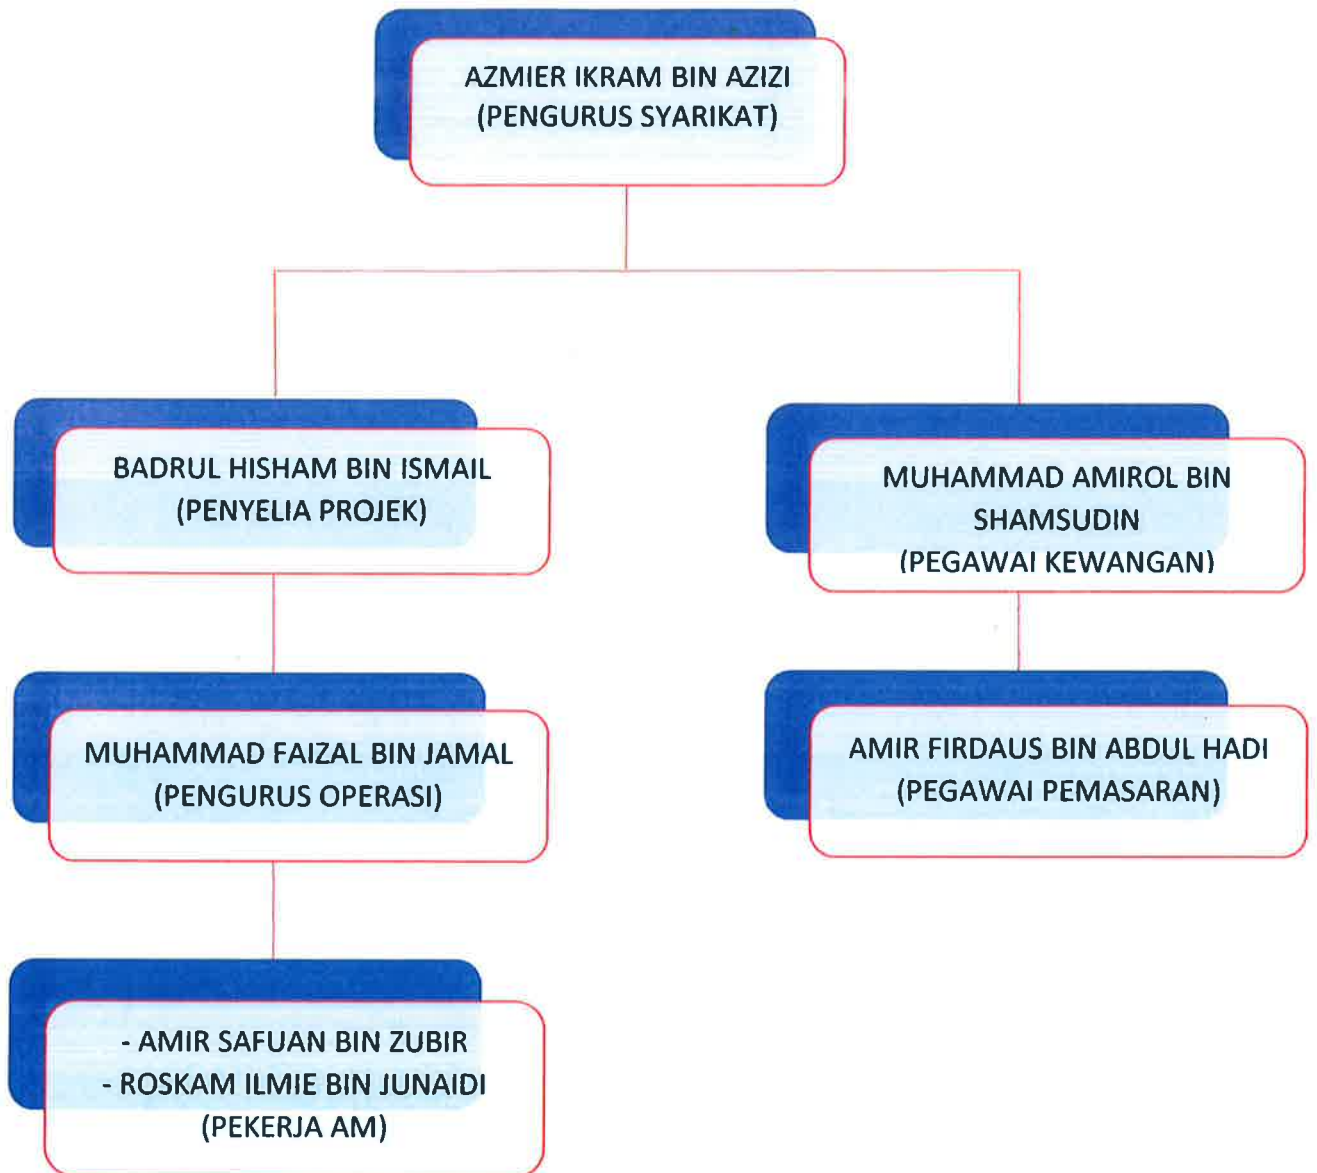 AZMIER IKRAM BIN AZIZI
(PENGURUS SYARIKAT)
BADRUL HISHAM BIN ISMAIL
(PENYELIA PROJEK)
MUHAMMAD AMIROL BIN
SHAMSUDIN
(PEGAWAI KEWANGAN)
MUHAMMAD FAIZAL BIN JAMAL
(PENGURUS OPERASI)
AMIR FIRDAUS BIN ABDUL HADI
(PEGAWAI PEMASARAN)
- AMIR SAFUAN BIN ZUBIR
- ROSKAM ILMIE BIN JUNAIDI
(PEKERJA AM)